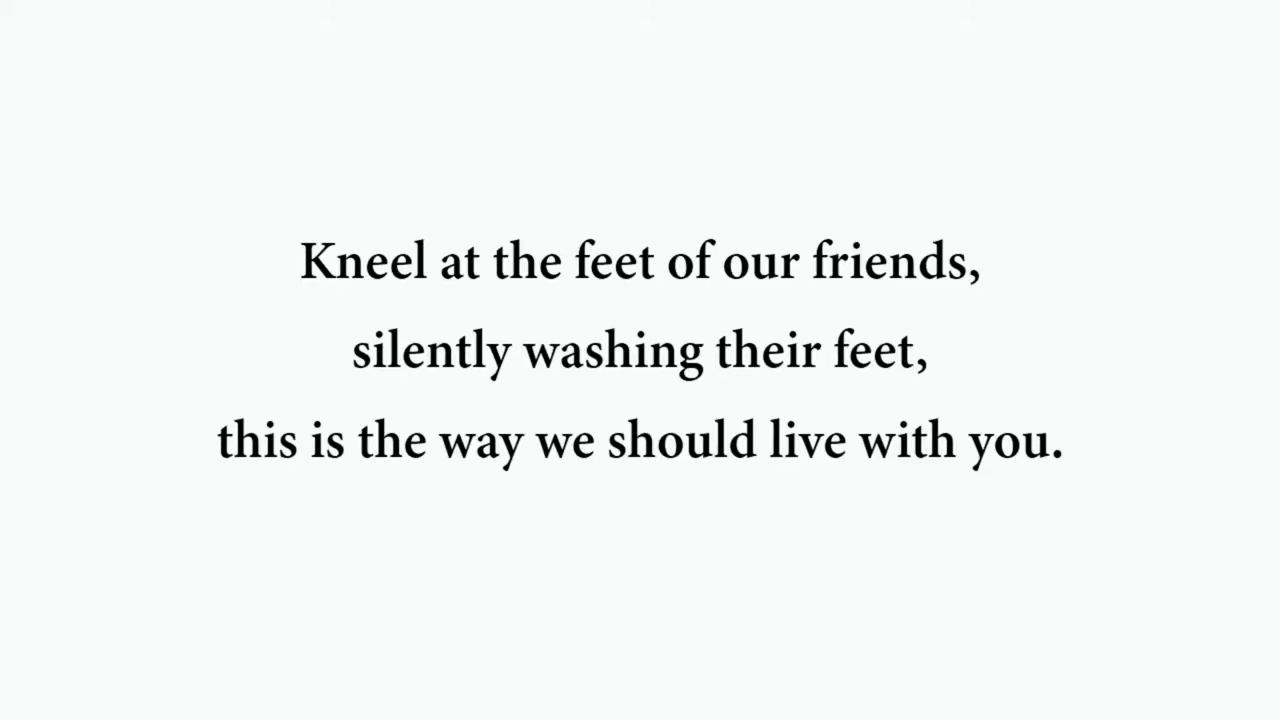 Kneel at the feet of our friends,
silently washing their feet,
this is the way we should live with you.